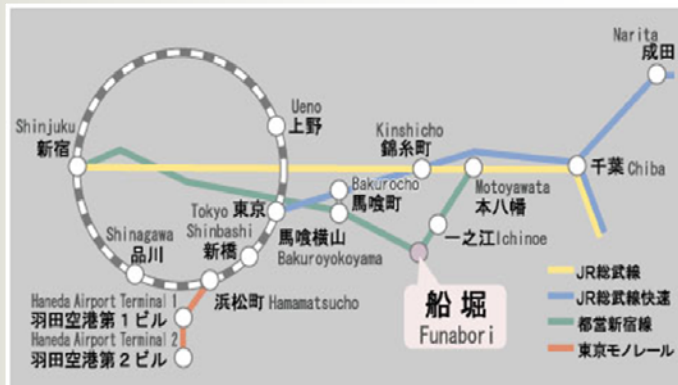 Narita
成田
Ueno
上野
Shinjuku
新宿
Kinshicho
錦糸町
千葉 Chiba
Bakurocho
馬喰町
Motoyawata
本八幡
Tokyo 東京
Shinbashi
新橋
馬喰横山
Bakuroyokoyama
一之江 Ichinoe
Shinagawa
品川
浜松町 Hamamatsucho
Haneda Airport Terminal 1
羽田空港第1ビル
Haneda Airport Terminal 2
羽田空港第2ビル
船堀
Funabori
JR総武線
JR総武線快速
都営新宿線
東京モノレール